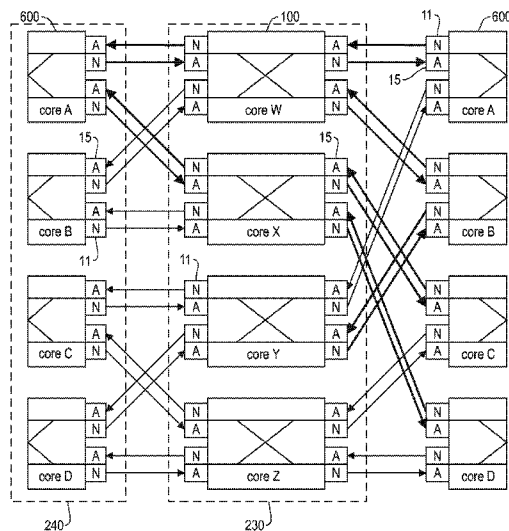 600 100 11 600
A N A N
N A N A
15
A N A N
core A N A core W N A core A
15 15
A N A N
N A N A
A N A N
core B N A core X N A core B
11 11
A N A N
N A N A
A N A N
core C N A core Y N A core C
A N A N
N A N A
A N A N
core D N A core Z N A core D
240 230